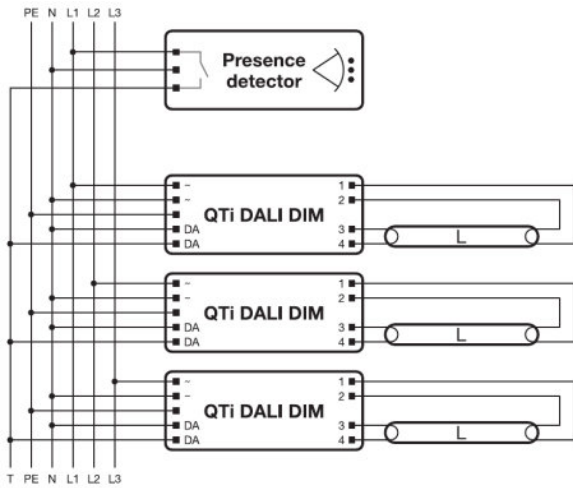 PE N L1 L2 L3
Presence
detector
~ 1
~ 2
QTi DALI DIM
DA 3 L
DA 4
~ 1
~ 2
QTi DALI DIM
DA 3 L
DA 4
~ 1
~ 2
QTi DALI DIM
DA 3 L
DA 4
T PE N L1 L2 L3